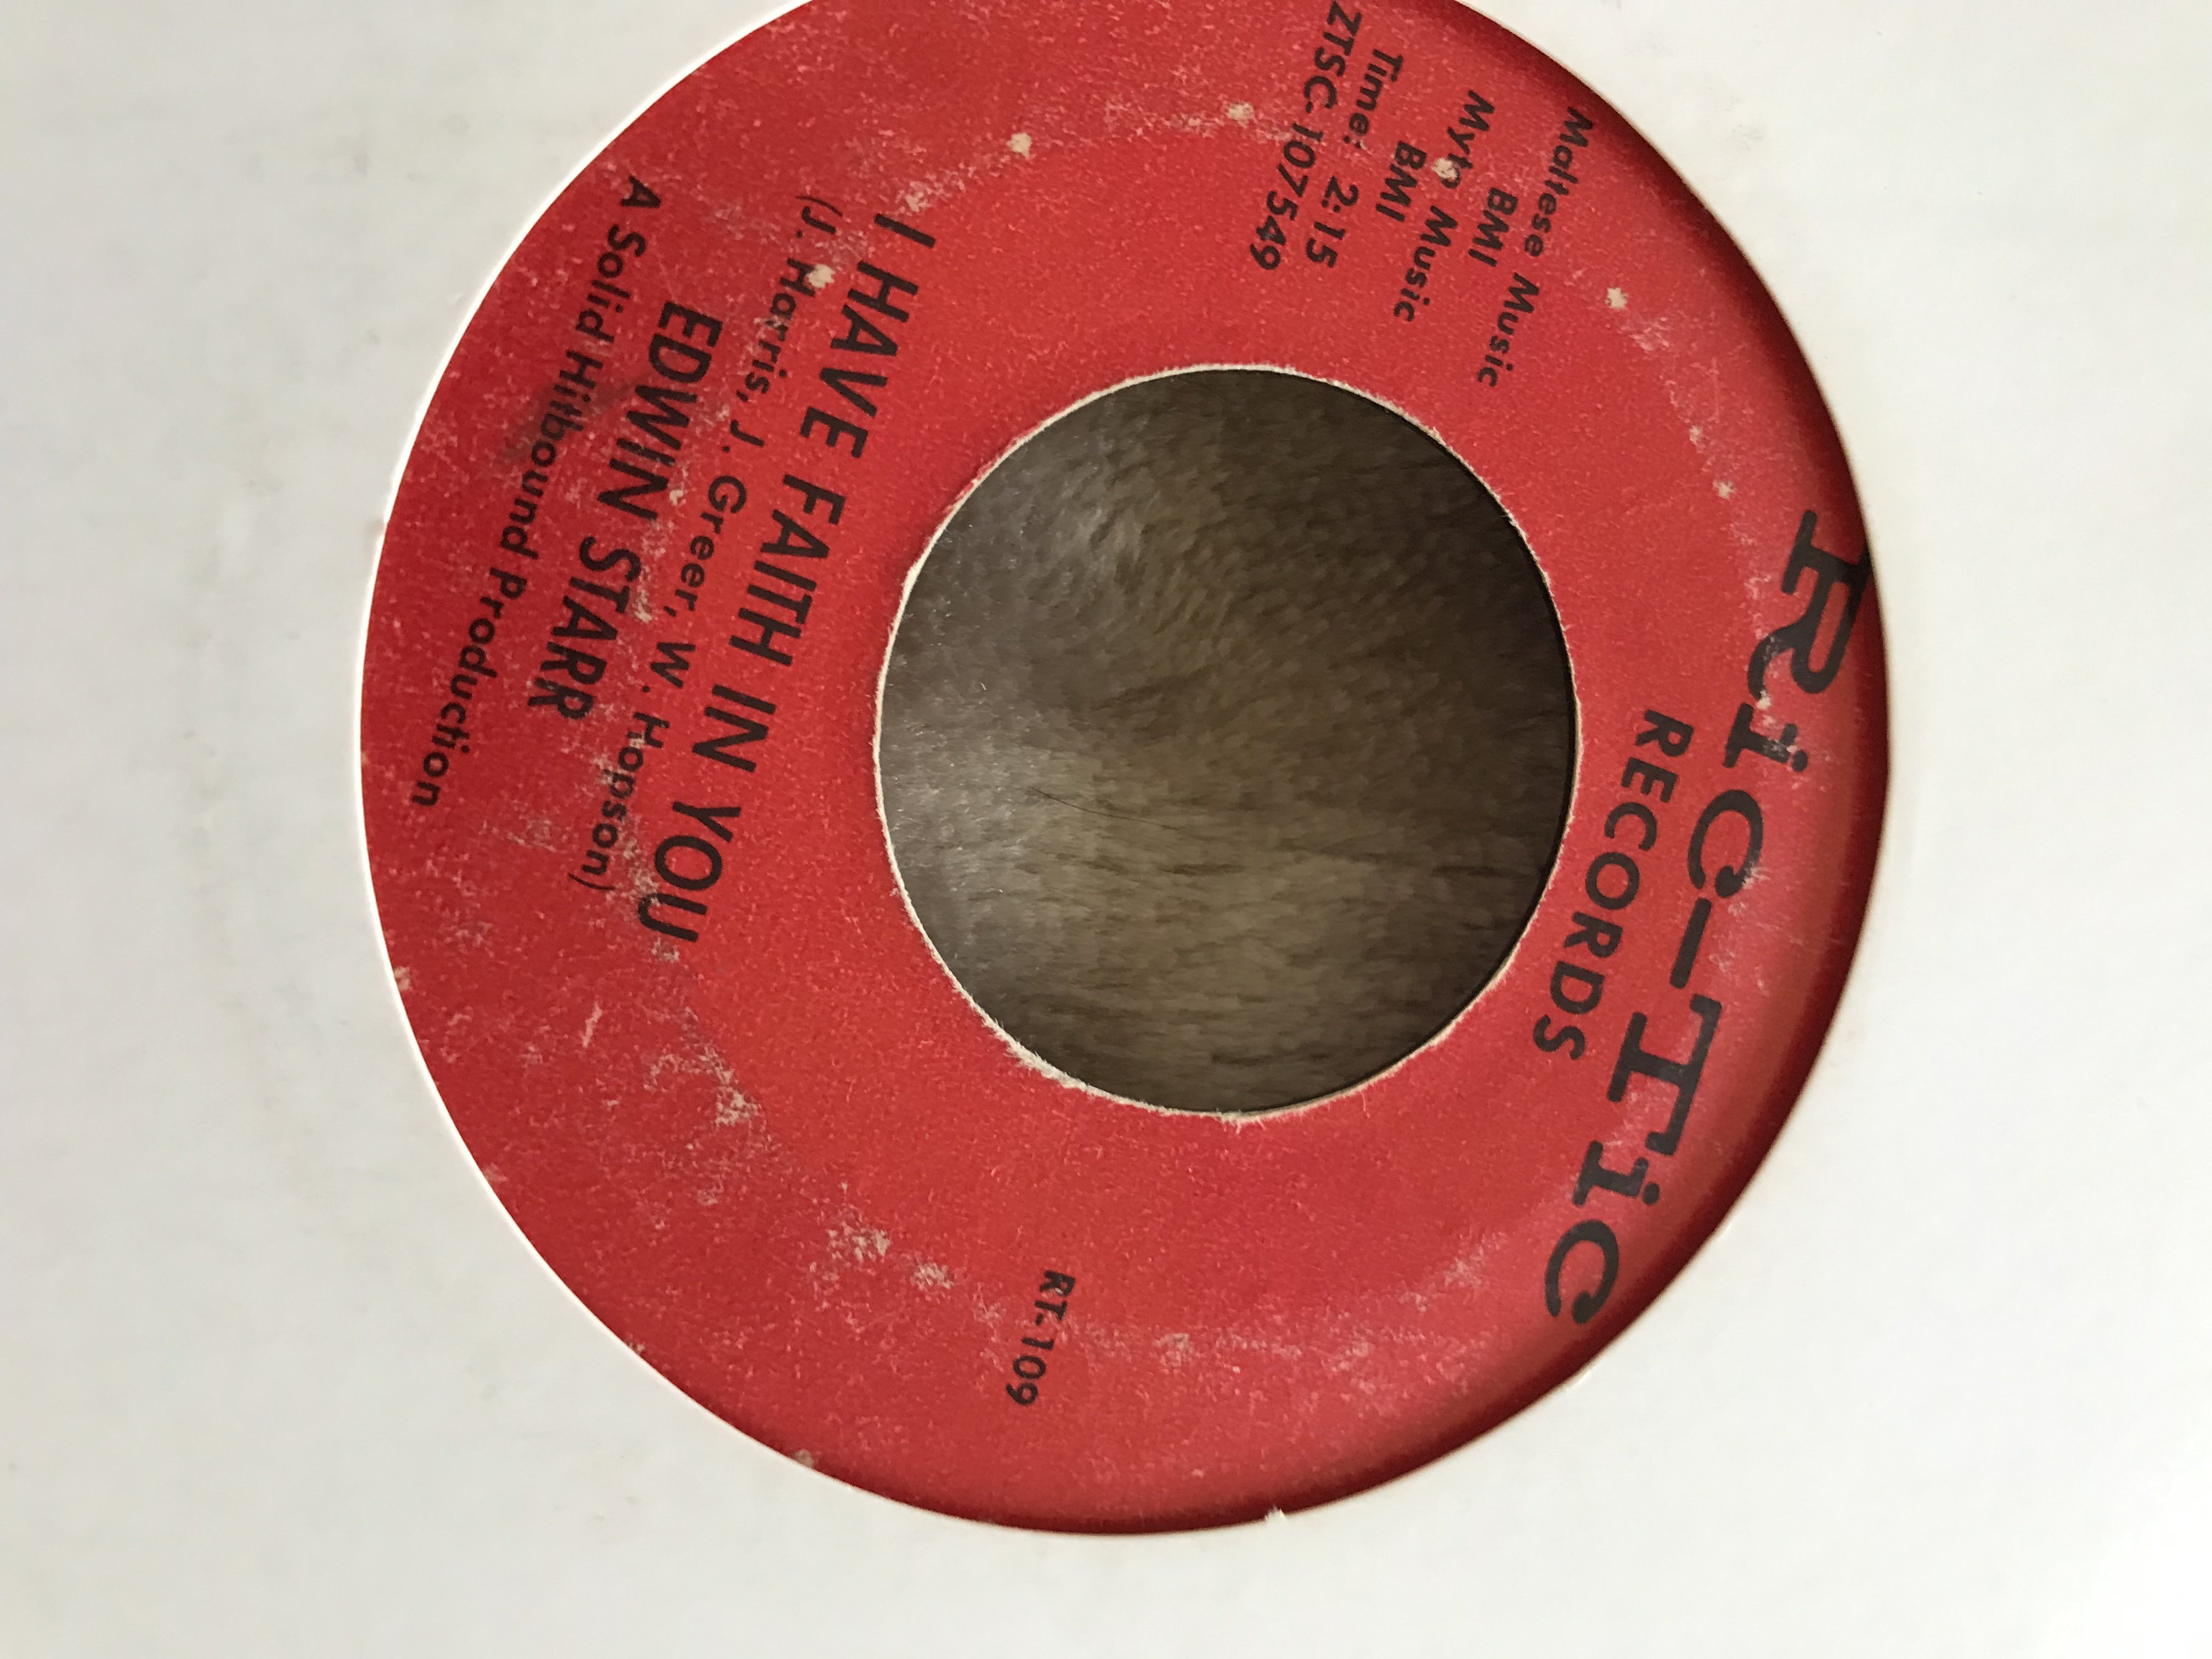 Ric-Tic
RECORDS
Maltese Music
BMI
Myto Music
BMI
Time: 2:15
ZTSC-107549
RT-109
I HAVE FAITH IN YOU
(J. Harris, J. Greer, W. Hopson)
EDWIN STARR
A Solid Hitbound Production